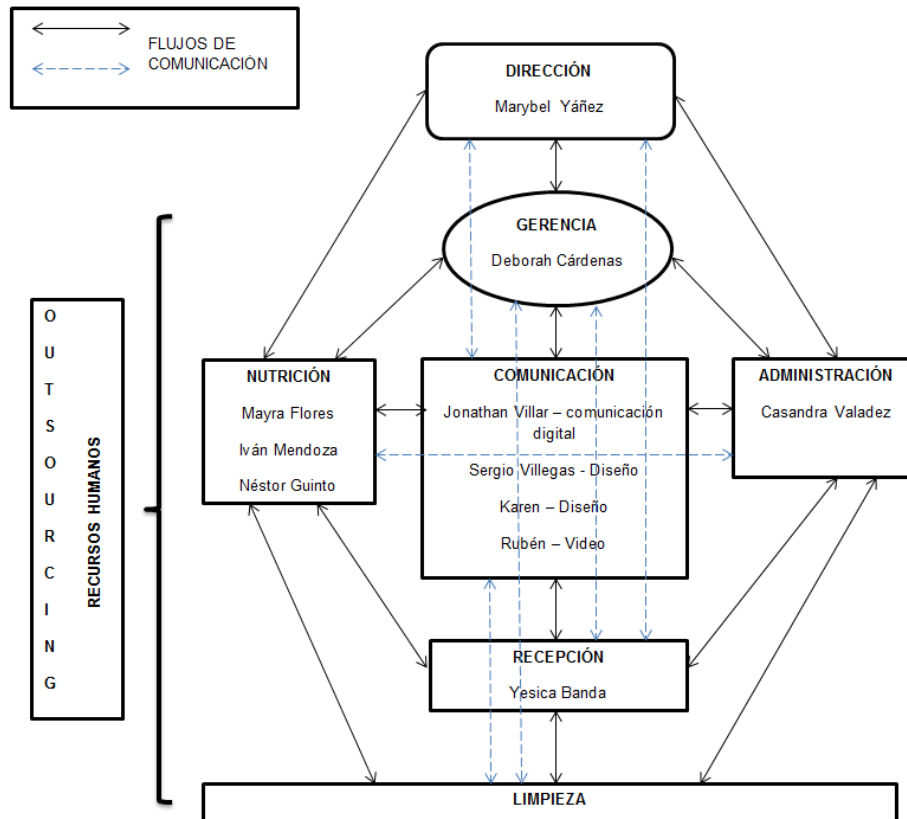 FLUJOS DE
COMUNICACIÓN
DIRECCIÓN
Marybel Yáñez
GERENCIA
Deborah Cárdenas
OUTSOURCING
RECURSOS HUMANOS
NUTRICIÓN
Mayra Flores
Iván Mendoza
Néstor Guinto
COMUNICACIÓN
Jonathan Villar – comunicación
digital
Sergio Villegas - Diseño
Karen – Diseño
Rubén – Video
ADMINISTRACIÓN
Casandra Valadez
RECEPCIÓN
Yesica Banda
LIMPIEZA